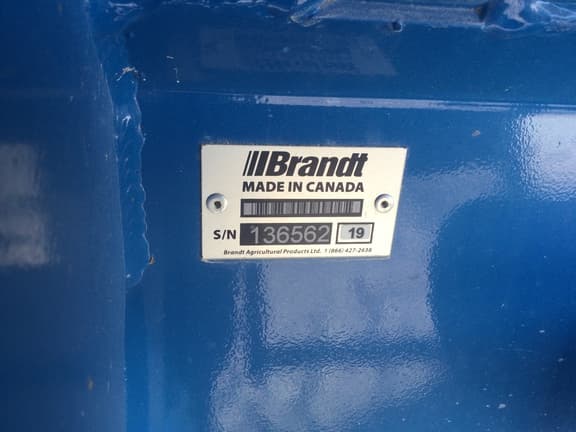 Brandt
MADE IN CANADA
S/N 136562 19
Brandt Agricultural Products Ltd. 1 (866) 427-2638